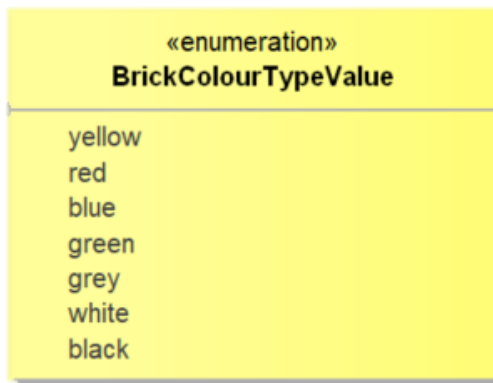 «enumeration»
BrickColourTypeValue
yellow
red
blue
green
grey
white
black